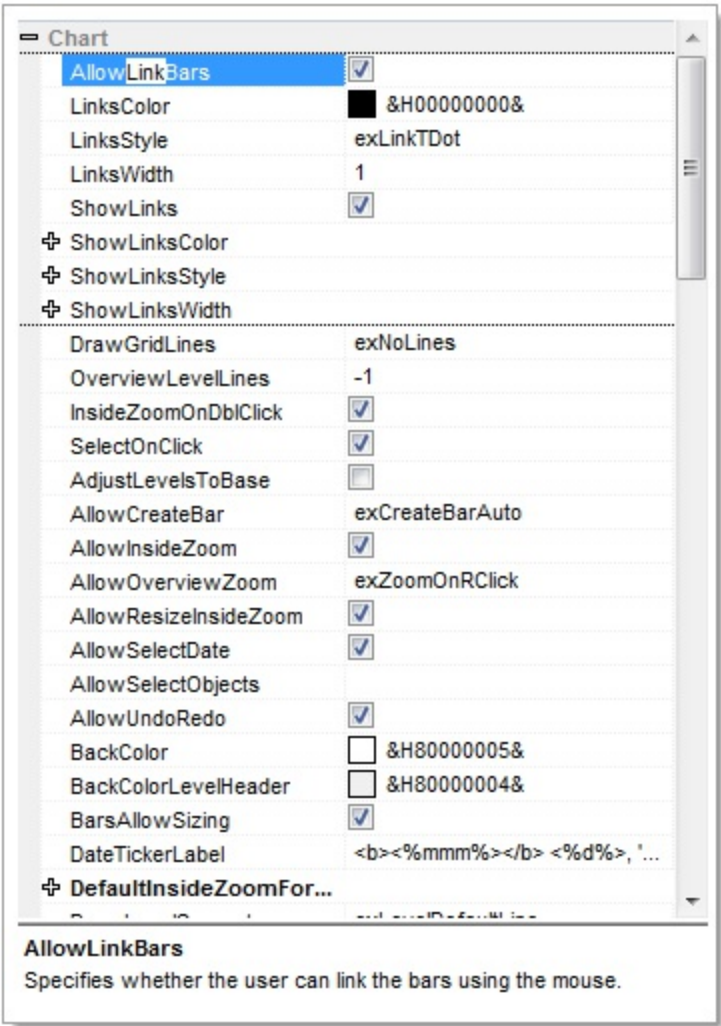 Chart
AllowLinkBars
LinksColor &H00000000&
LinksStyle exLinkTDot
LinksWidth 1
ShowLinks
ShowLinksColor
ShowLinksStyle
ShowLinksWidth
DrawGridLines exNoLines
OverviewLevelLines -1
InsideZoomOnDblClick
SelectOnClick
AdjustLevelsToBase
AllowCreateBar exCreateBarAuto
AllowInsideZoom
AllowOverviewZoom exZoomOnRClick
AllowResizeInsideZoom
AllowSelectDate
AllowSelectObjects
AllowUndoRedo
BackColor &H80000005&
BackColorLevelHeader &H80000004&
BarsAllowSizing
DateTickerLabel <b><%mmm%></b> <%d%>, '...
DefaultInsideZoomFor...
AllowLinkBars
Specifies whether the user can link the bars using the mouse.